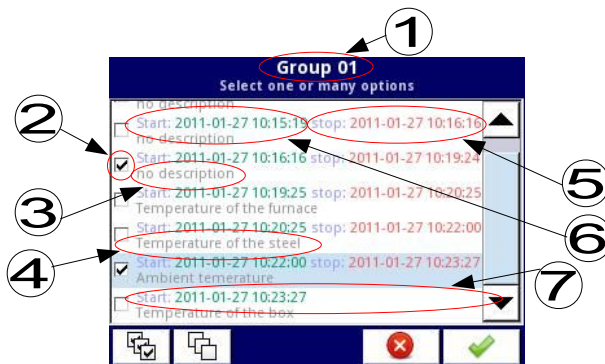 1
Group 01
Select one or many options
no description
2
Start: 2011-01-27 10:15:19 stop: 2011-01-27 10:16:16
no description
Start: 2011-01-27 10:16:16 stop: 2011-01-27 10:19:24
no description
5
3
Start: 2011-01-27 10:19:25 stop: 2011-01-27 10:20:25
Temperature of the furnace
6
Start: 2011-01-27 10:20:25 stop: 2011-01-27 10:22:00
Temperature of the steel
4
Start: 2011-01-27 10:22:00 stop: 2011-01-27 10:23:27
Ambient temerature
7
Start: 2011-01-27 10:23:27
Temperature of the box